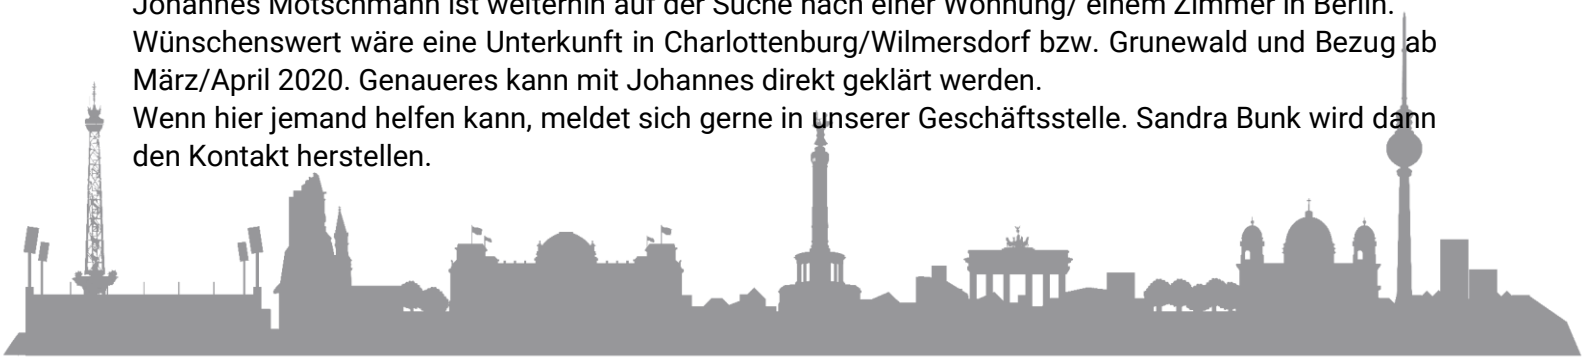 Johannes Motschmann ist weiterhin auf der Suche nach einer Wohnung/ einem Zimmer in Berlin.
Wünschenswert wäre eine Unterkunft in Charlottenburg/Wilmersdorf bzw. Grunewald und Bezug ab
März/April 2020. Genaueres kann mit Johannes direkt geklärt werden.
Wenn hier jemand helfen kann, meldet sich gerne in unserer Geschäftsstelle. Sandra Bunk wird dann
den Kontakt herstellen.